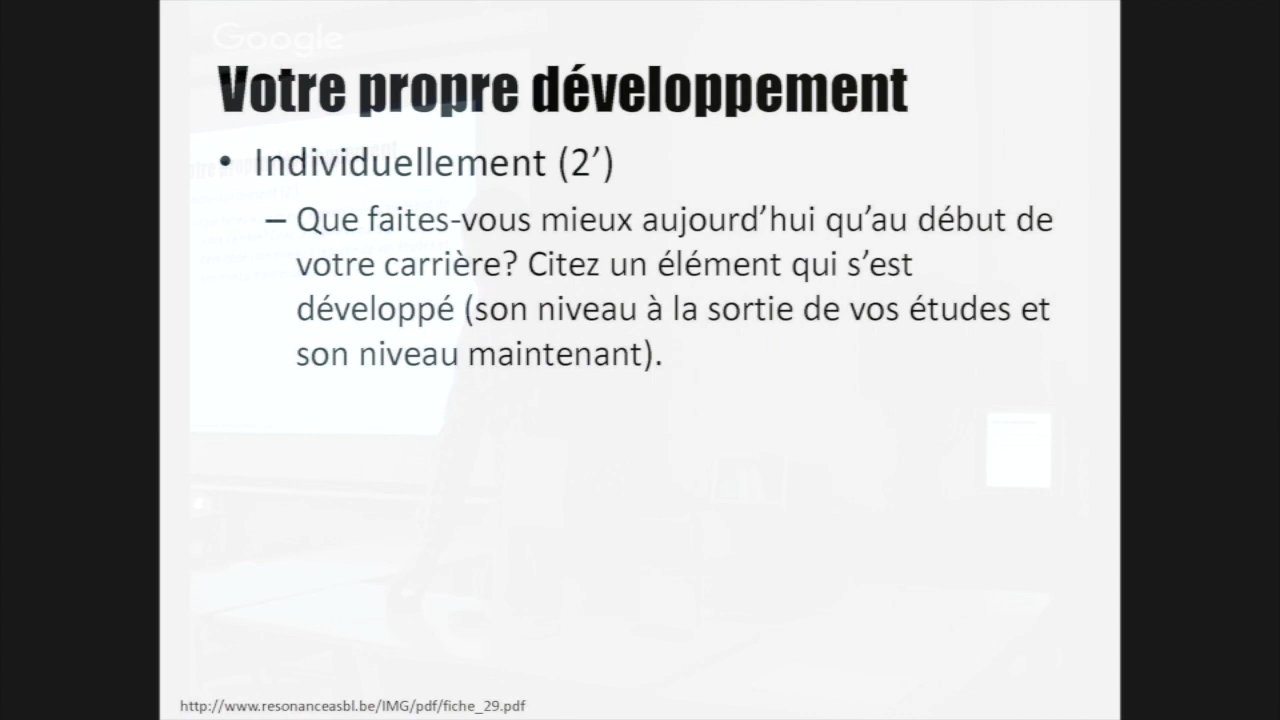 Google
Votre propre développement
• Individuellement (2’)
– Que faites-vous mieux aujourd’hui qu’au début de
votre carrière? Citez un élément qui s’est
développé (son niveau à la sortie de vos études et
son niveau maintenant).
http://www.resonanceasbl.be/IMG/pdf/fiche_29.pdf